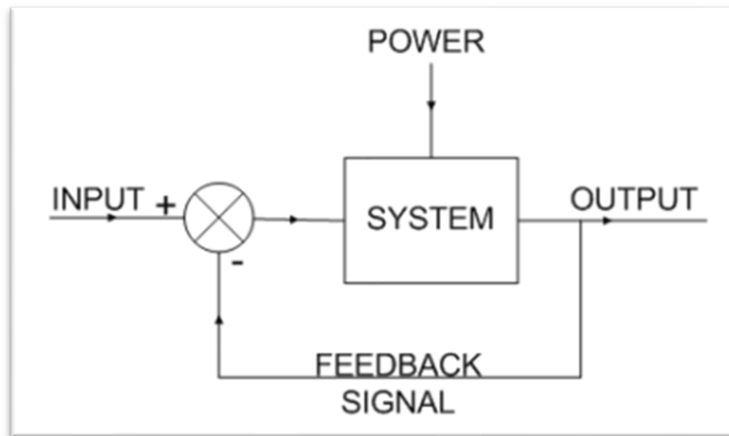 POWER
INPUT +
SYSTEM
OUTPUT
-
FEEDBACK
SIGNAL